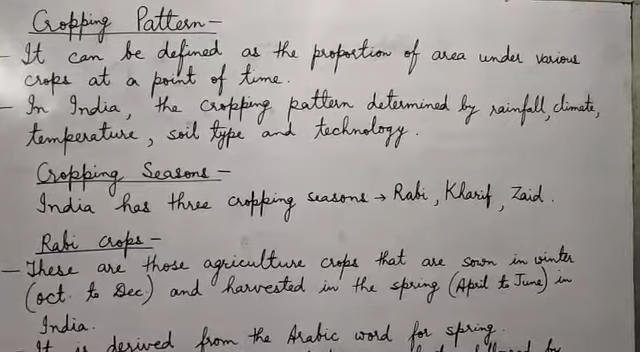 Cropping Pattern -
- It can be defined as the proportion of area under various
crops at a point of time.
- In India, the cropping pattern determined by rainfall, climate,
temperature, soil type and technology.
Cropping Seasons -
India has three cropping seasons → Rabi, Kharif, Zaid.
Rabi crops -
- These are those agriculture crops that are sown in winter
(oct. to Dec) and harvested in the spring (April to June) in
India.
- It is derived from the Arabic word for spring.